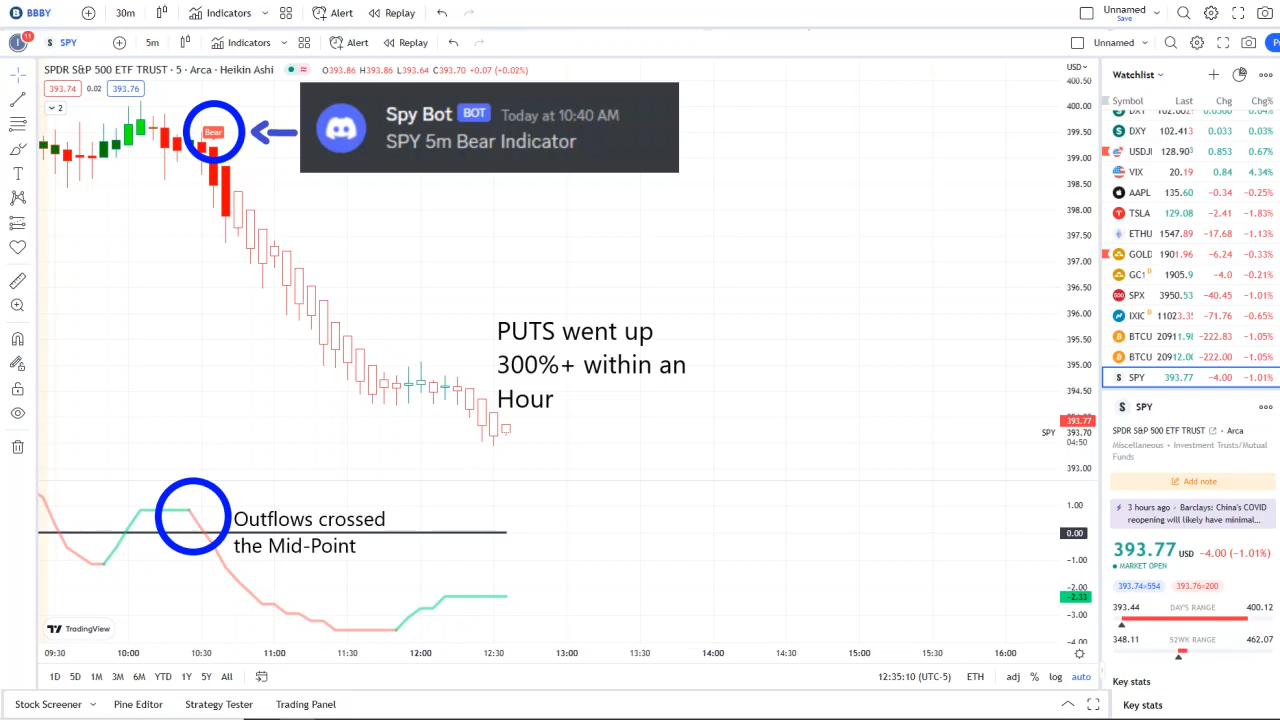 BBBY
30m
Indicators
Alert
Replay
Unnamed
Save
11
SPY
5m
Indicators
Alert
Replay
Unnamed
SPDR S&P 500 ETF TRUST · 5 · Arca · Heikin Ashi
O393.86 H393.86 L393.64 C393.70 +0.07 (+0.02%)
393.74 0.02 393.76
2
Bear
Spy Bot BOT Today at 10:40 AM
SPY 5m Bear Indicator
PUTS went up
300%+ within an
Hour
Outflows crossed
the Mid-Point
TradingView
USD
400.50
400.00
399.50
399.00
398.50
398.00
397.50
397.00
396.50
396.00
395.50
395.00
394.50
393.77
SPY 393.70
04:50
393.00
1.00
0.00
-1.00
-2.00
-2.33
-3.00
-4.00
09:30 10:00 10:30 11:00 11:30 12:00 12:30 13:00 13:30 14:00 14:30 15:00 15:30 16:00
1D 5D 1M 3M 6M YTD 1Y 5Y All
12:35:10 (UTC-5) ETH adj % log auto
Stock Screener Pine Editor Strategy Tester Trading Panel
Watchlist
Symbol Last Chg Chg%
DXY 102.413 0.033 0.03%
USDJI 128.903 0.853 0.67%
VIX 20.19 0.84 4.34%
AAPL 135.60 -0.34 -0.25%
TSLA 129.08 -2.41 -1.83%
ETHU 1547.89 -17.68 -1.13%
GOLD 1901.96 -6.24 -0.33%
GC1 D 1905.9 -4.0 -0.21%
SPX 3950.53 -40.45 -1.01%
IXIC D 11023.35 -71.76 -0.65%
BTCU 20911.98 -222.83 -1.05%
BTCU 20912.00 -222.00 -1.05%
SPY 393.77 -4.00 -1.01%
SPY
SPDR S&P 500 ETF TRUST · Arca
Miscellaneous • Investment Trusts/Mutual
Funds
Add note
3 hours ago · Barclays: China's COVID
reopening will likely have minimal...
393.77 USD -4.00 (-1.01%)
MARKET OPEN
393.74×554 393.76×200
393.44 DAY'S RANGE 400.12
348.11 52WK RANGE 462.07
Key stats
Key stats